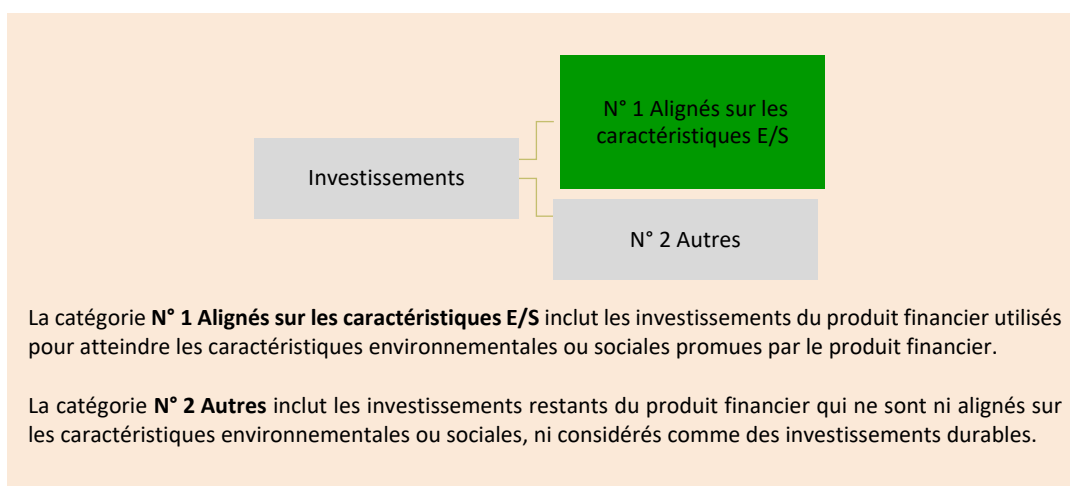 N° 1 Alignés sur les
caractéristiques E/S
Investissements
N° 2 Autres
La catégorie N° 1 Alignés sur les caractéristiques E/S inclut les investissements du produit financier utilisés
pour atteindre les caractéristiques environnementales ou sociales promues par le produit financier.
La catégorie N° 2 Autres inclut les investissements restants du produit financier qui ne sont ni alignés sur
les caractéristiques environnementales ou sociales, ni considérés comme des investissements durables.